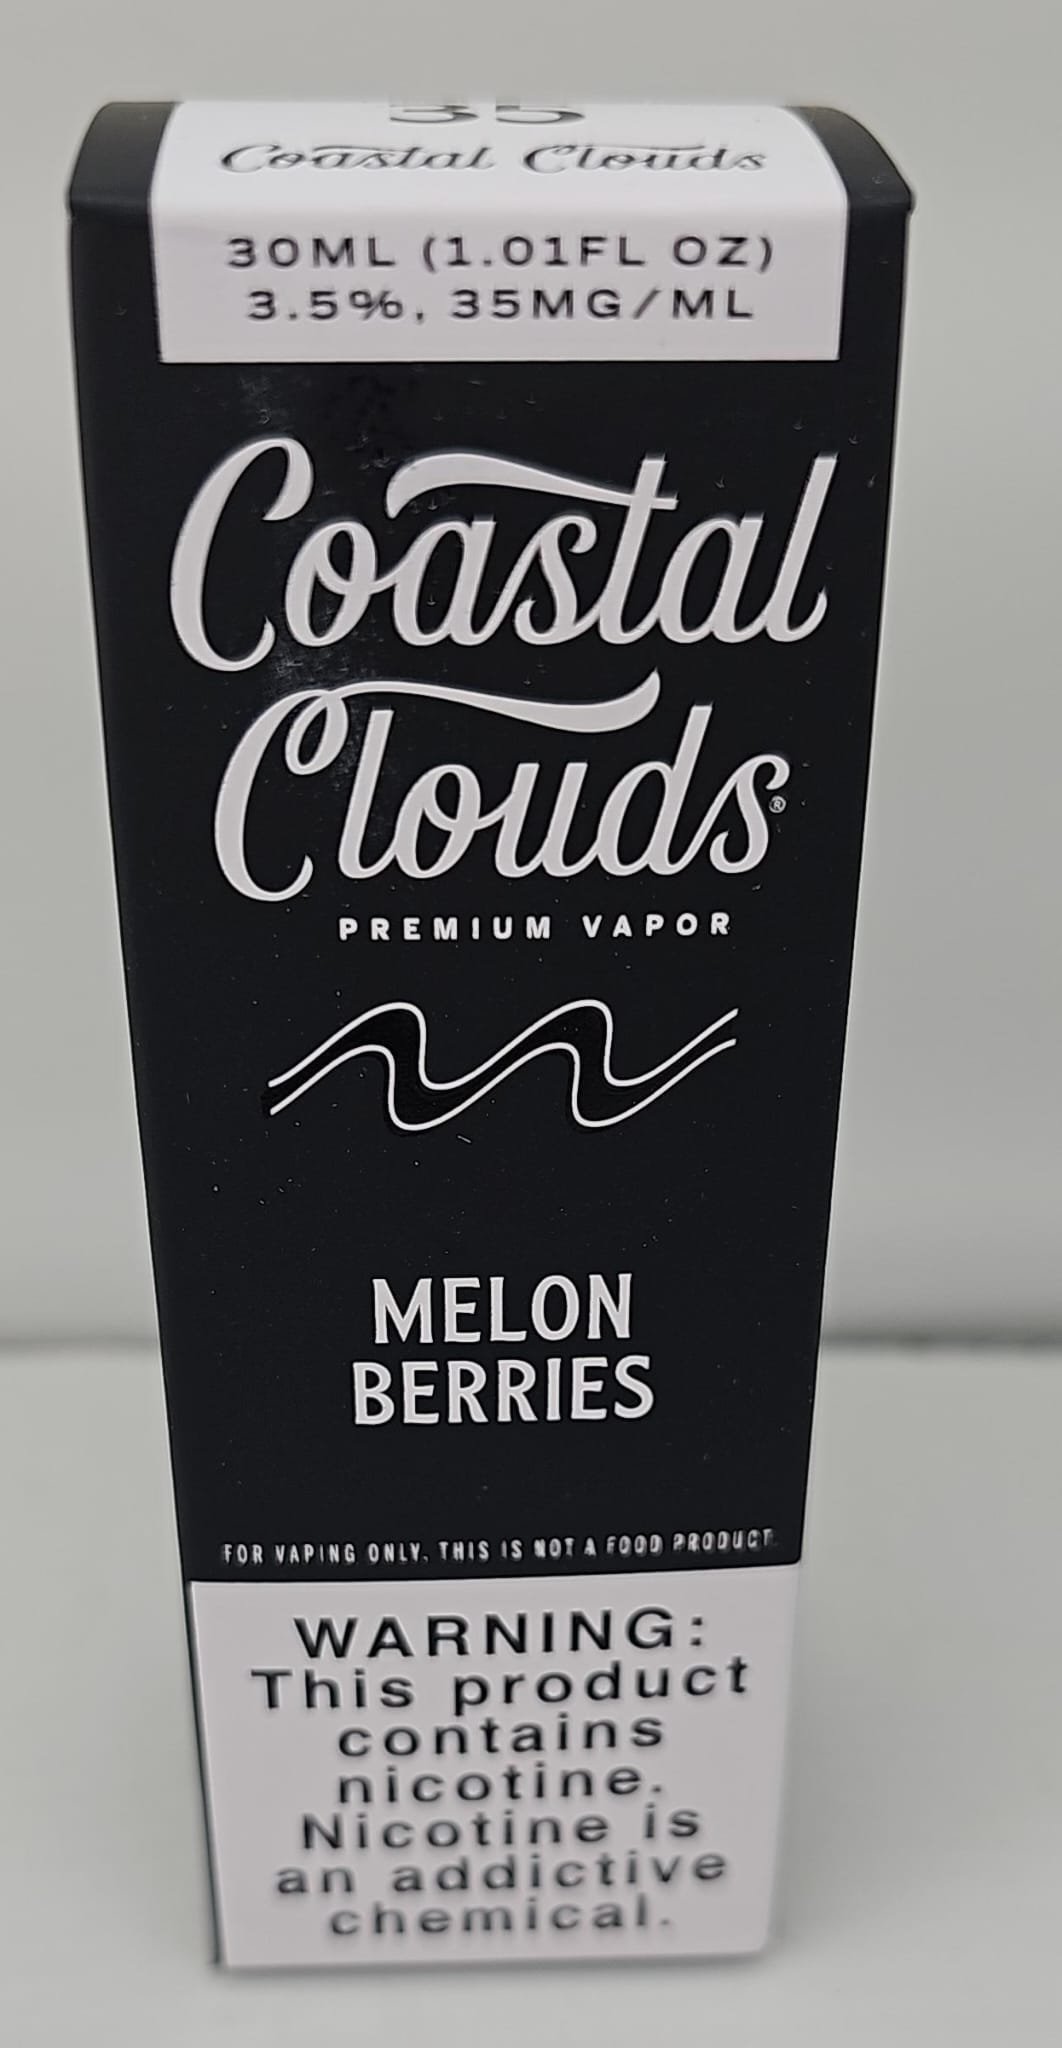 35
Coastal Clouds
30ML (1.01FL OZ)
3.5%, 35MG/ML
Coastal
Clouds®
PREMIUM VAPOR
MELON
BERRIES
FOR VAPING ONLY. THIS IS NOT A FOOD PRODUCT.
WARNING:
This product
contains
nicotine.
Nicotine is
an addictive
chemical.